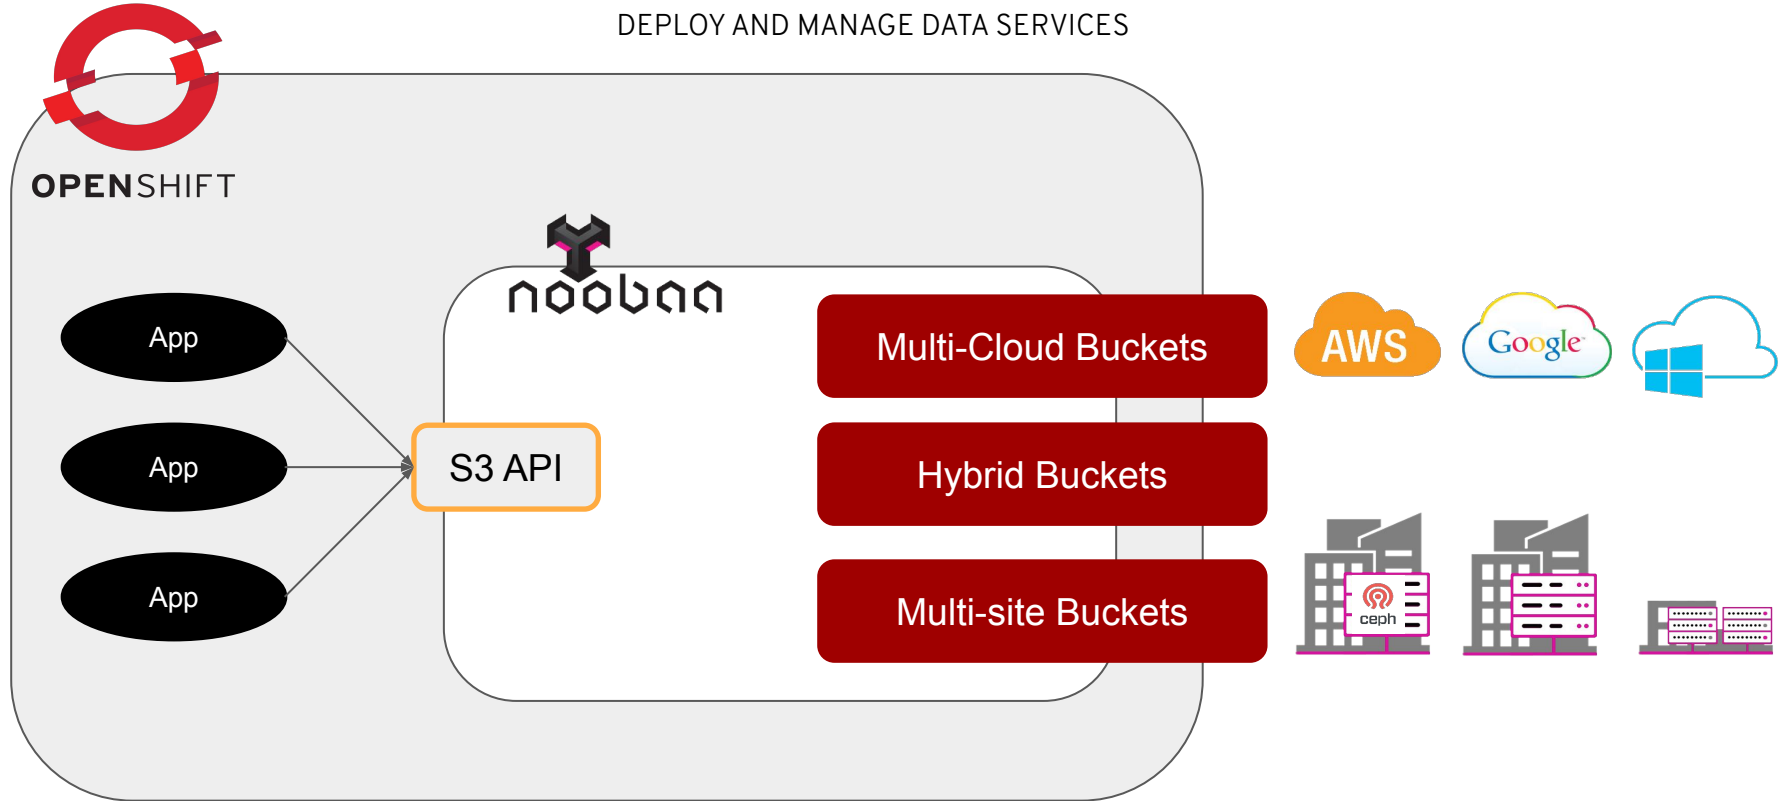 DEPLOY AND MANAGE DATA SERVICES
OPENSHIFT
noobaa
App
App
App
S3 API
Multi-Cloud Buckets
Hybrid Buckets
Multi-site Buckets
AWS
Google
ceph